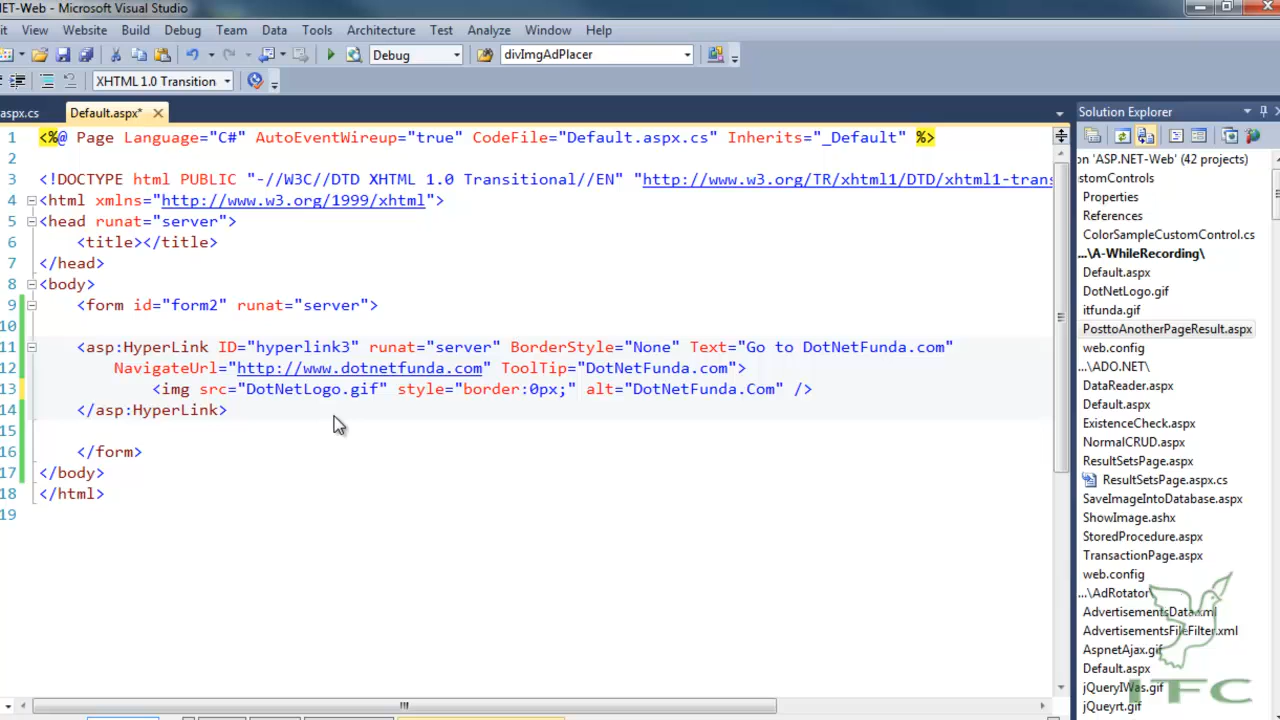 NET-Web - Microsoft Visual Studio
it View Website Build Debug Team Data Tools Architecture Test Analyze Window Help
Debug divImgAdPlacer
XHTML 1.0 Transition
aspx.cs Default.aspx*
Solution Explorer
1 <%@ Page Language="C#" AutoEventWireup="true" CodeFile="Default.aspx.cs" Inherits="_Default" %>
2
3 <!DOCTYPE html PUBLIC "-//W3C//DTD XHTML 1.0 Transitional//EN" "http://www.w3.org/TR/xhtml1/DTD/xhtml1-trans
4 <html xmlns="http://www.w3.org/1999/xhtml">
5 <head runat="server">
6 <title></title>
7 </head>
8 <body>
9 <form id="form2" runat="server">
10
11 <asp:HyperLink ID="hyperlink3" runat="server" BorderStyle="None" Text="Go to DotNetFunda.com"
12 NavigateUrl="http://www.dotnetfunda.com" ToolTip="DotNetFunda.com">
13 <img src="DotNetLogo.gif" style="border:0px;" alt="DotNetFunda.Com" />
14 </asp:HyperLink>
15
16 </form>
17 </body>
18 </html>
19
on 'ASP.NET-Web' (42 projects)
stomControls
Properties
References
ColorSampleCustomControl.cs
...\A-WhileRecording\
Default.aspx
DotNetLogo.gif
itfunda.gif
PosttoAnotherPageResult.aspx
web.config
...\ADO.NET\
DataReader.aspx
Default.aspx
ExistenceCheck.aspx
NormalCRUD.aspx
ResultSetsPage.aspx
ResultSetsPage.aspx.cs
SaveImageIntoDatabase.aspx
ShowImage.ashx
StoredProcedure.aspx
TransactionPage.aspx
web.config
...\AdRotator\
AdvertisementsData.xml
AdvertisementsFileFilter.xml
AspnetAjax.gif
Default.aspx
jQueryIWas.gif
jQueyrt.gif
ITFC